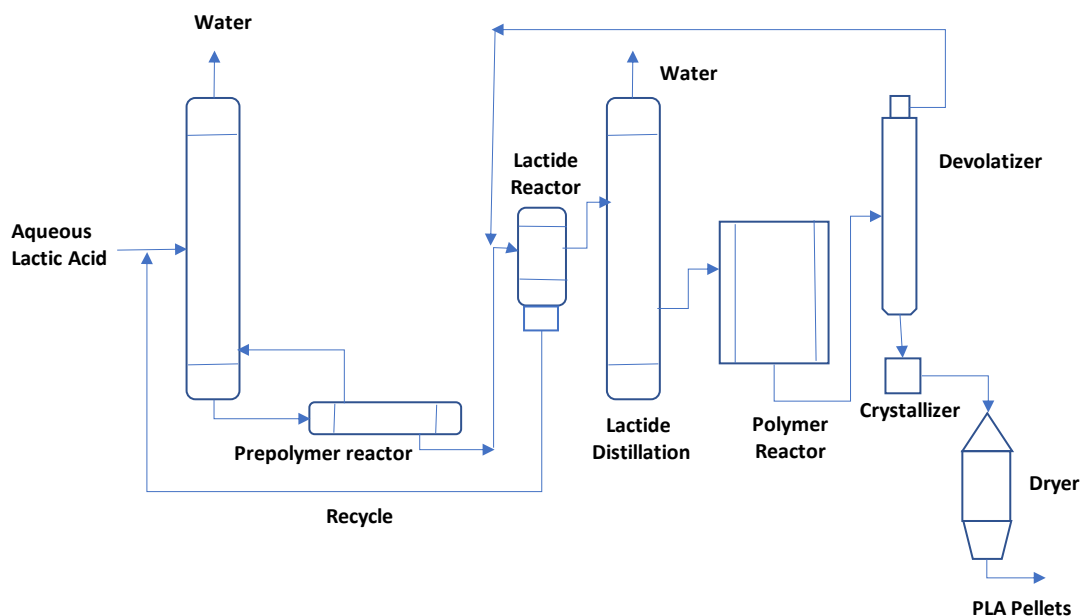 Water
Water
Devolatizer
Lactide
Reactor
Aqueous
Lactic Acid
Crystallizer
Lactide
Distillation
Polymer
Reactor
Prepolymer reactor
Dryer
Recycle
PLA Pellets